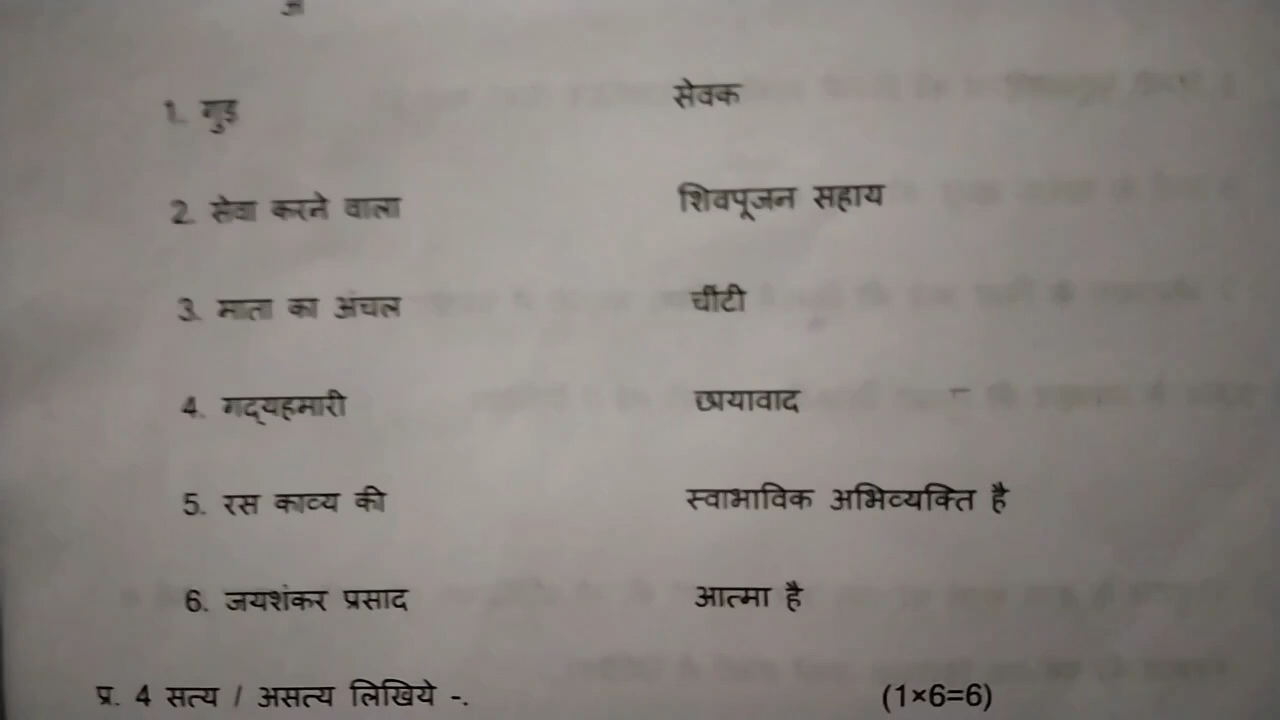 1. गुड़ सेवक
2. सेवा करने वाला शिवपूजन सहाय
3. माता का अंचल चींटी
4. गद्यहमारी छायावाद
5. रस काव्य की स्वाभाविक अभिव्यक्ति है
6. जयशंकर प्रसाद आत्मा है
प्र. 4 सत्य / असत्य लिखिये -. (1×6=6)